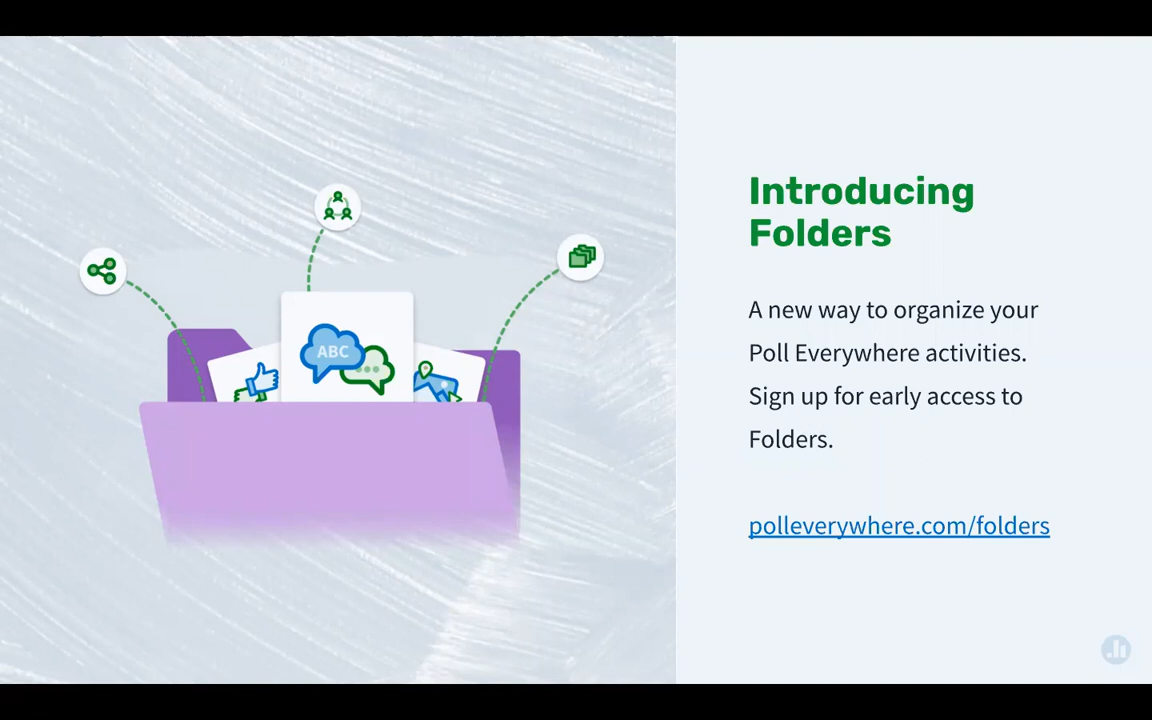 ABC
Introducing
Folders
A new way to organize your
Poll Everywhere activities.
Sign up for early access to
Folders.
polleverywhere.com/folders